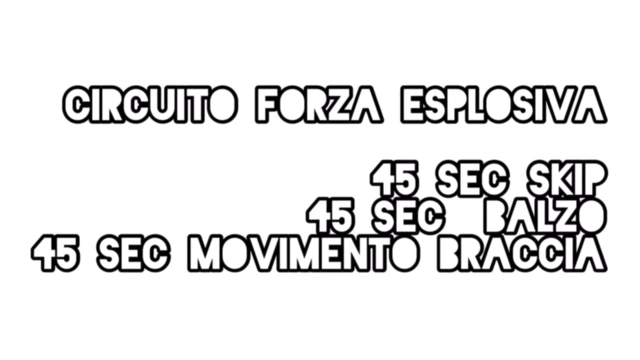 CIRCUITO FORZA ESPLOSIVA
45 SEC SKIP
45 SEC BALZO
45 SEC MOVIMENTO BRACCIA